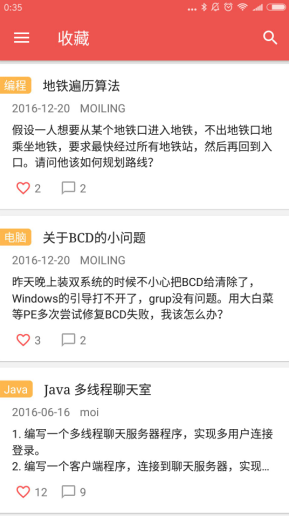 0:35
收藏
编程 地铁遍历算法
2016-12-20 MOILING
假设一人想要从某个地铁口进入地铁，不出地铁口地
乘坐地铁，要求最快经过所有地铁站，然后再回到入
口。请问他该如何规划路线？
2 2
电脑 关于BCD的小问题
2016-12-20 MOILING
昨天晚上装双系统的时候不小心把BCD给清除了，
Windows的引导打不开了，grup没有问题。用大白菜
等PE多次尝试修复BCD失败，我该怎么办？
3 2
Java Java 多线程聊天室
2016-06-16 moi
1. 编写一个多线程聊天服务器程序，实现多用户连接
登录。
2. 编写一个客户端程序，连接到聊天服务器，实现…
12 9